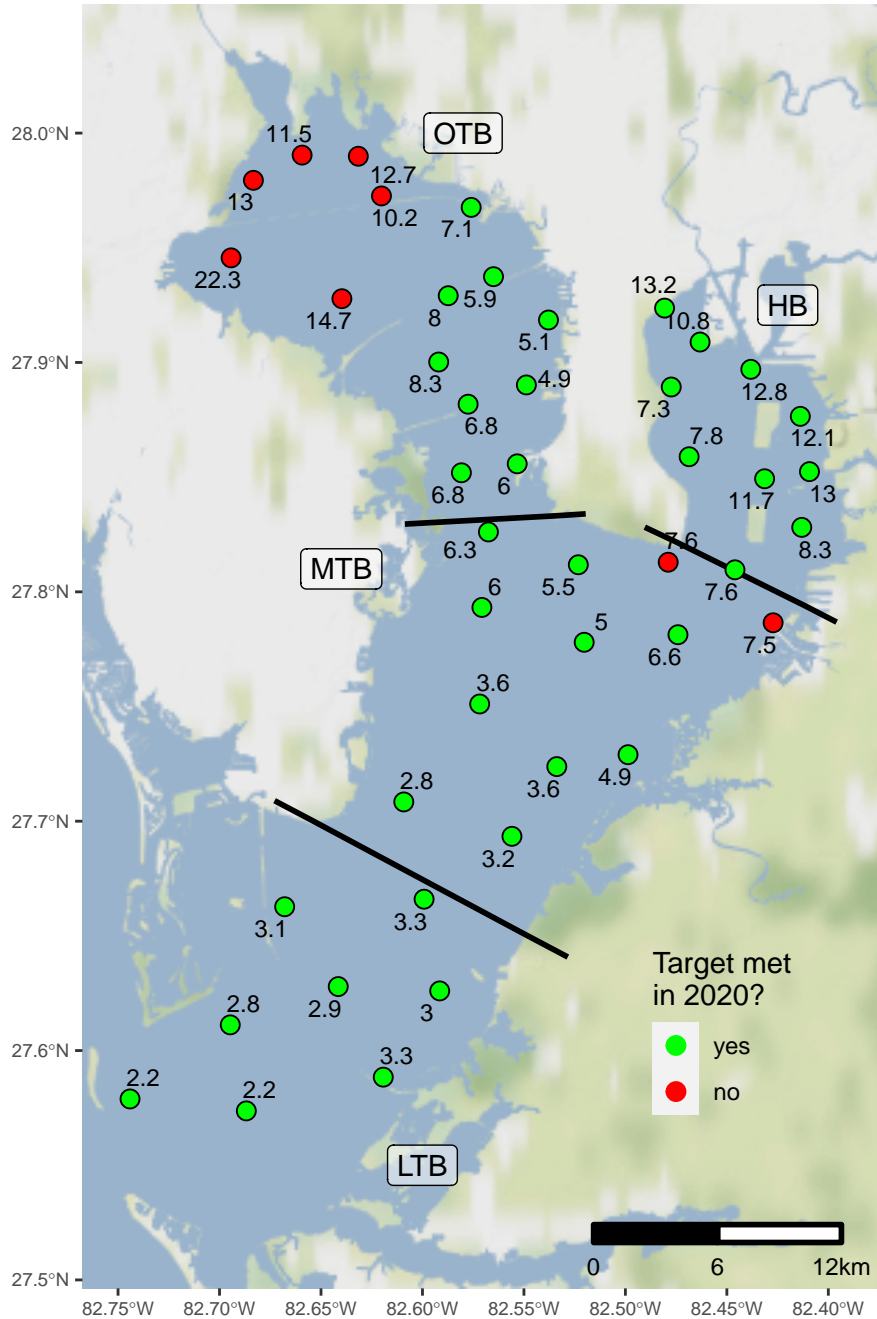 28.0°N
27.9°N
27.8°N
27.7°N
27.6°N
27.5°N
11.5
OTB
12.7
13
10.2
7.1
22.3
14.7
8
5.9
5.1
13.2
HB
10.8
8.3
4.9
12.8
7.3
6.8
7.8
12.1
6.8
6
11.7
13
6.3
7.6
8.3
MTB
5.5
6
7.6
5
6.6
7.5
3.6
2.8
3.6
4.9
3.2
3.1
3.3
Target met
in 2020?
2.8
2.9
3
yes
3.3
2.2
2.2
no
LTB
0 6 12km
82.75°W 82.70°W 82.65°W 82.60°W 82.55°W 82.50°W 82.45°W 82.40°W